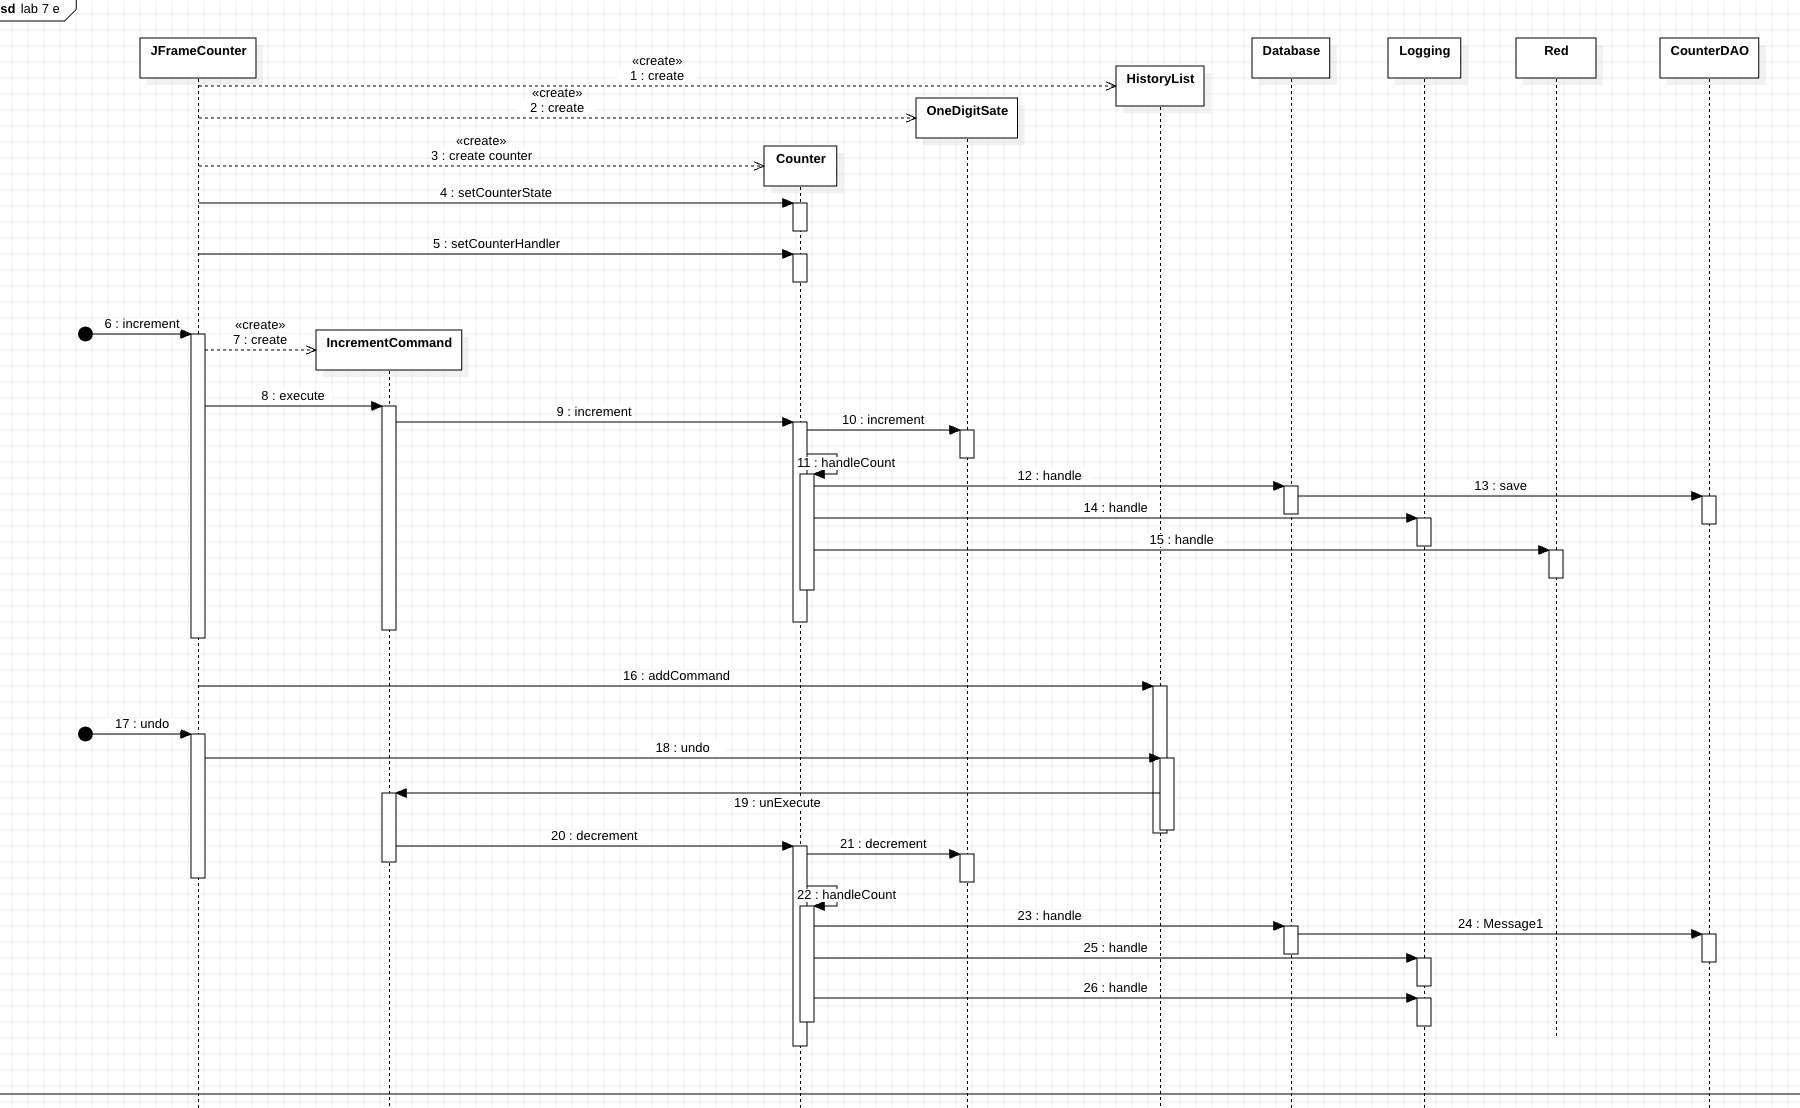 sd lab 7 e
JFrameCounter
Database
Logging
Red
CounterDAO
«create»
1 : create
HistoryList
«create»
2 : create
OneDigitSate
«create»
3 : create counter
Counter
4 : setCounterState
5 : setCounterHandler
6 : increment
«create»
7 : create
IncrementCommand
8 : execute
9 : increment
10 : increment
11 : handleCount
12 : handle
13 : save
14 : handle
15 : handle
16 : addCommand
17 : undo
18 : undo
19 : unExecute
20 : decrement
21 : decrement
22 : handleCount
23 : handle
24 : Message1
25 : handle
26 : handle